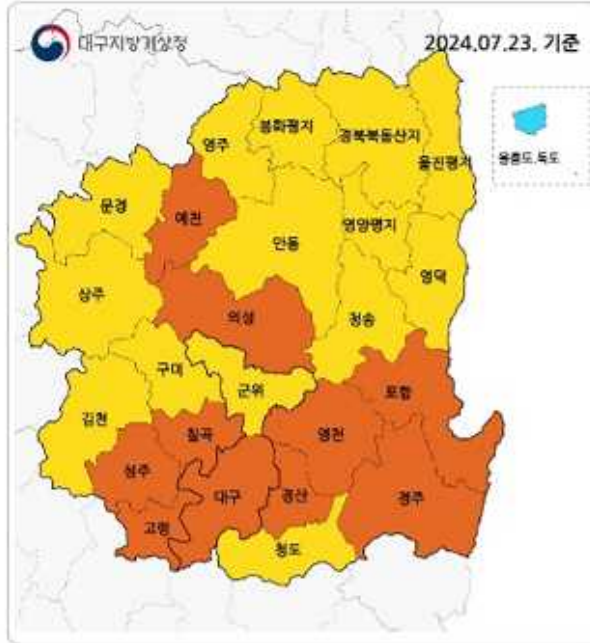 대구지방기상청
2024.07.23. 기준
울릉도,독도
봉화평지
경북북동산지
영주
울진평지
문경
예천
안동
영양평지
영덕
상주
의성
청송
구미
군위
포항
김천
칠곡
영천
성주
대구
경산
경주
고령
청도